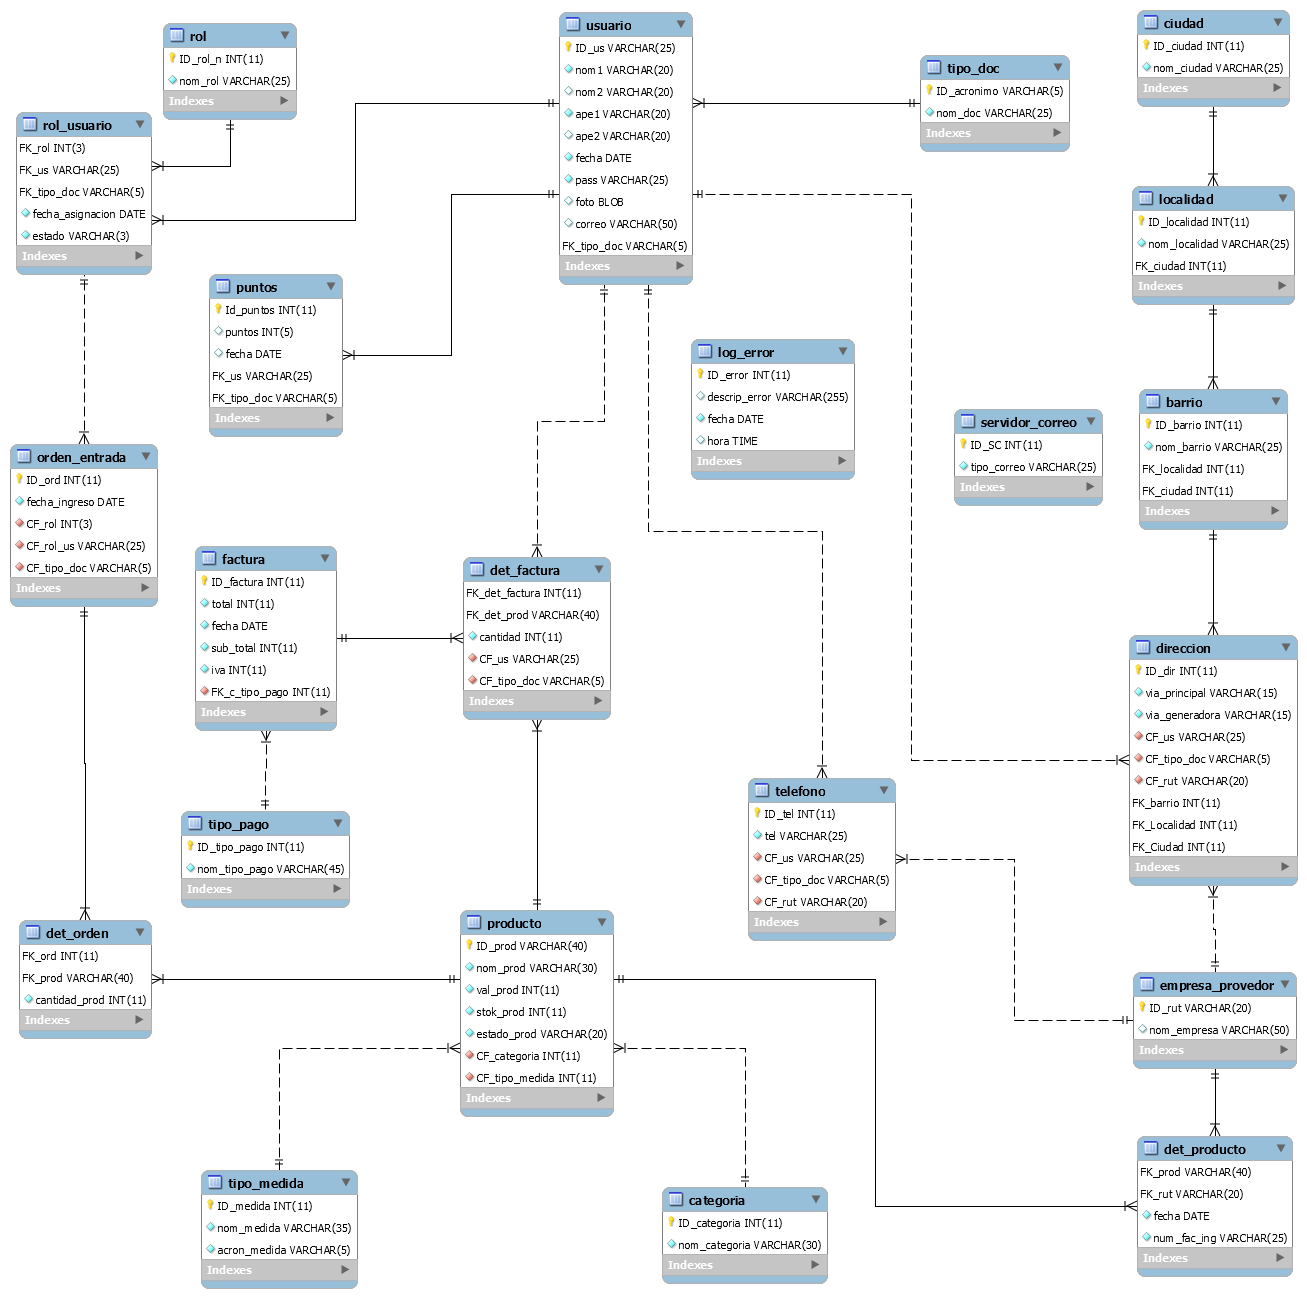 rol
ID_rol_n INT(11)
nom_rol VARCHAR(25)
Indexes
usuario
ID_us VARCHAR(25)
nom1 VARCHAR(20)
nom2 VARCHAR(20)
ape1 VARCHAR(20)
ape2 VARCHAR(20)
fecha DATE
pass VARCHAR(25)
foto BLOB
correo VARCHAR(50)
FK_tipo_doc VARCHAR(5)
Indexes
tipo_doc
ID_acronimo VARCHAR(5)
nom_doc VARCHAR(25)
Indexes
ciudad
ID_ciudad INT(11)
nom_ciudad VARCHAR(25)
Indexes
rol_usuario
FK_rol INT(3)
FK_us VARCHAR(25)
FK_tipo_doc VARCHAR(5)
fecha_asignacion DATE
estado VARCHAR(3)
Indexes
localidad
ID_localidad INT(11)
nom_localidad VARCHAR(25)
FK_ciudad INT(11)
Indexes
puntos
Id_puntos INT(11)
puntos INT(5)
fecha DATE
FK_us VARCHAR(25)
FK_tipo_doc VARCHAR(5)
Indexes
log_error
ID_error INT(11)
descrip_error VARCHAR(255)
fecha DATE
hora TIME
Indexes
servidor_correo
ID_SC INT(11)
tipo_correo VARCHAR(25)
Indexes
barrio
ID_barrio INT(11)
nom_barrio VARCHAR(25)
FK_localidad INT(11)
FK_ciudad INT(11)
Indexes
orden_entrada
ID_ord INT(11)
fecha_ingreso DATE
CF_rol INT(3)
CF_rol_us VARCHAR(25)
CF_tipo_doc VARCHAR(5)
Indexes
factura
ID_factura INT(11)
total INT(11)
fecha DATE
sub_total INT(11)
iva INT(11)
FK_c_tipo_pago INT(11)
Indexes
det_factura
FK_det_factura INT(11)
FK_det_prod VARCHAR(40)
cantidad INT(11)
CF_us VARCHAR(25)
CF_tipo_doc VARCHAR(5)
Indexes
direccion
ID_dir INT(11)
via_principal VARCHAR(15)
via_generadora VARCHAR(15)
CF_us VARCHAR(25)
CF_tipo_doc VARCHAR(5)
CF_rut VARCHAR(20)
FK_barrio INT(11)
FK_Localidad INT(11)
FK_Ciudad INT(11)
Indexes
tipo_pago
ID_tipo_pago INT(11)
nom_tipo_pago VARCHAR(45)
Indexes
telefono
ID_tel INT(11)
tel VARCHAR(25)
CF_us VARCHAR(25)
CF_tipo_doc VARCHAR(5)
CF_rut VARCHAR(20)
Indexes
det_orden
FK_ord INT(11)
FK_prod VARCHAR(40)
cantidad_prod INT(11)
Indexes
producto
ID_prod VARCHAR(40)
nom_prod VARCHAR(30)
val_prod INT(11)
stok_prod INT(11)
estado_prod VARCHAR(20)
CF_categoria INT(11)
CF_tipo_medida INT(11)
Indexes
empresa_provedor
ID_rut VARCHAR(20)
nom_empresa VARCHAR(50)
Indexes
tipo_medida
ID_medida INT(11)
nom_medida VARCHAR(35)
acron_medida VARCHAR(5)
Indexes
categoria
ID_categoria INT(11)
nom_categoria VARCHAR(30)
Indexes
det_producto
FK_prod VARCHAR(40)
FK_rut VARCHAR(20)
fecha DATE
num_fac_ing VARCHAR(25)
Indexes